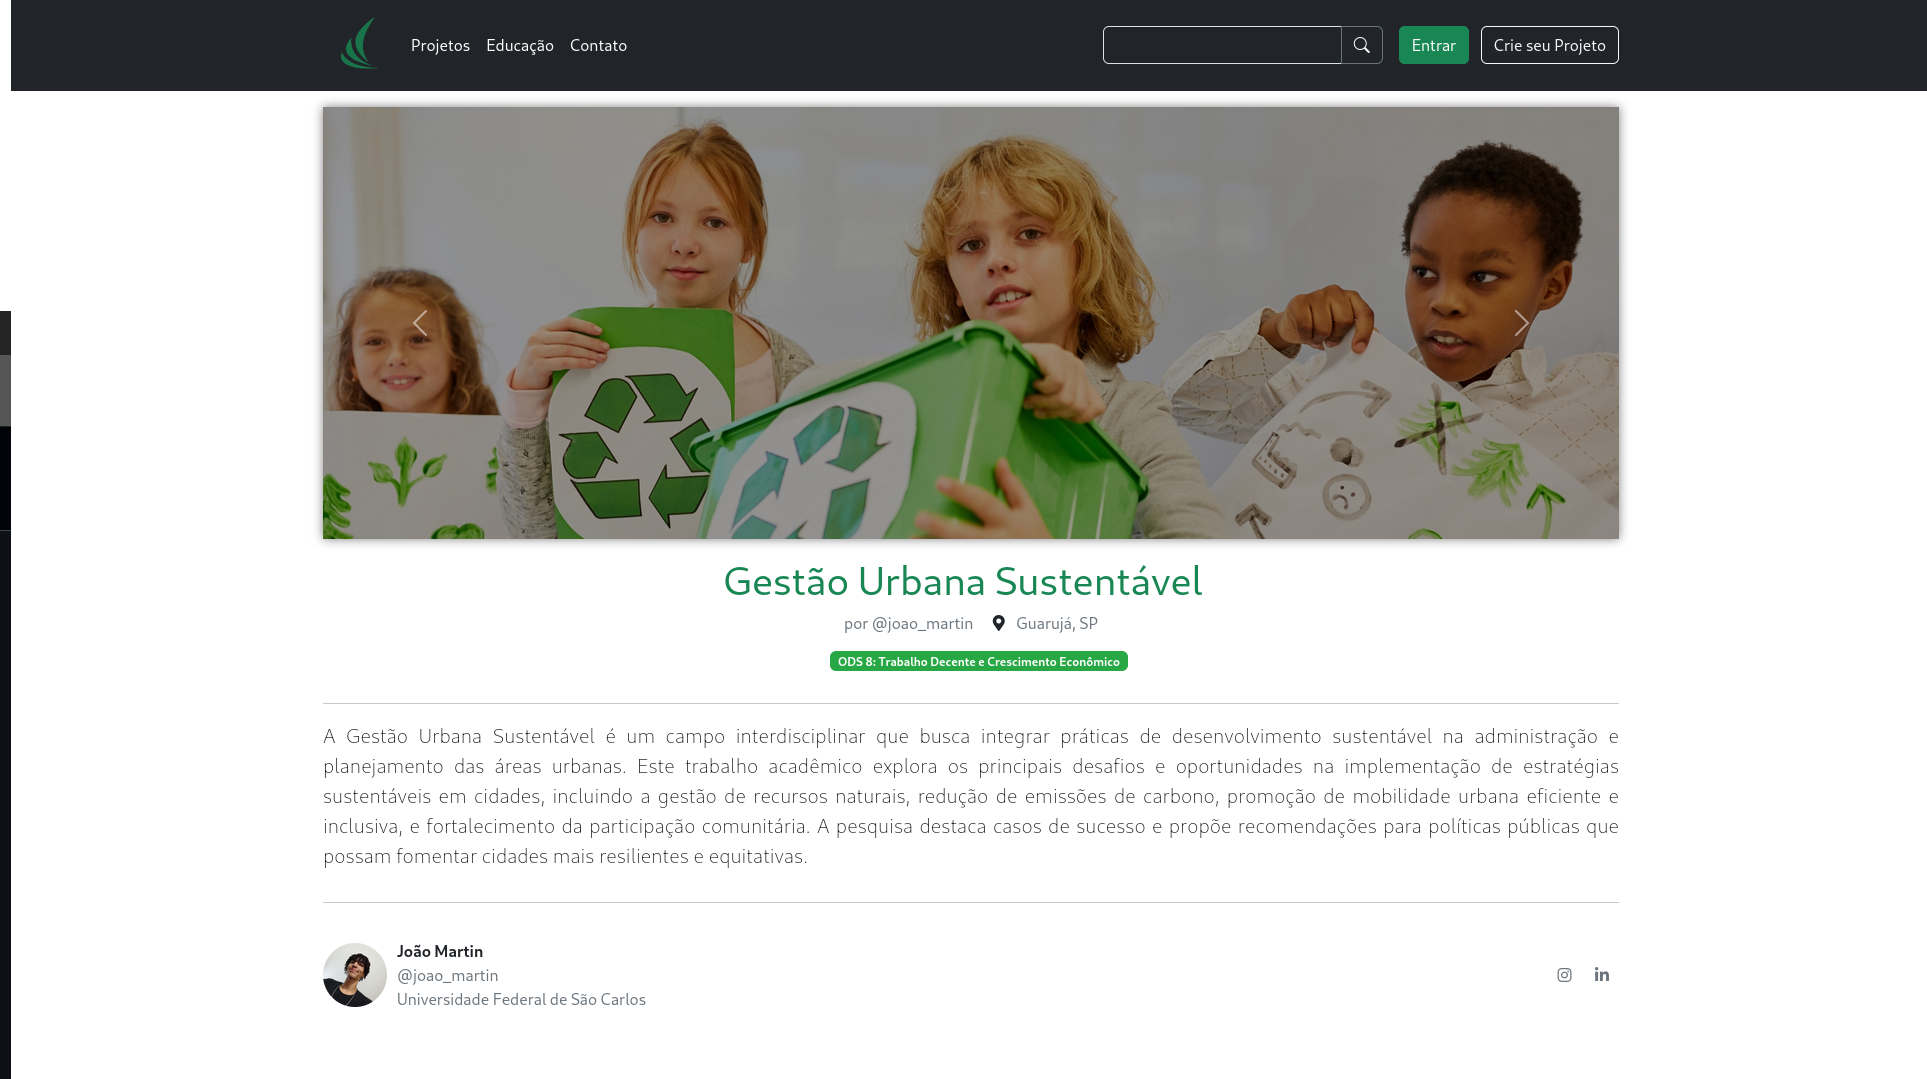 Projetos Educação Contato
Entrar Crie seu Projeto
Gestão Urbana Sustentável
por @joao_martin Guarujá, SP
ODS 8: Trabalho Decente e Crescimento Econômico
A Gestão Urbana Sustentável é um campo interdisciplinar que busca integrar práticas de desenvolvimento sustentável na administração e
planejamento das áreas urbanas. Este trabalho acadêmico explora os principais desafios e oportunidades na implementação de estratégias
sustentáveis em cidades, incluindo a gestão de recursos naturais, redução de emissões de carbono, promoção de mobilidade urbana eficiente e
inclusiva, e fortalecimento da participação comunitária. A pesquisa destaca casos de sucesso e propõe recomendações para políticas públicas que
possam fomentar cidades mais resilientes e equitativas.
João Martin
@joao_martin
Universidade Federal de São Carlos